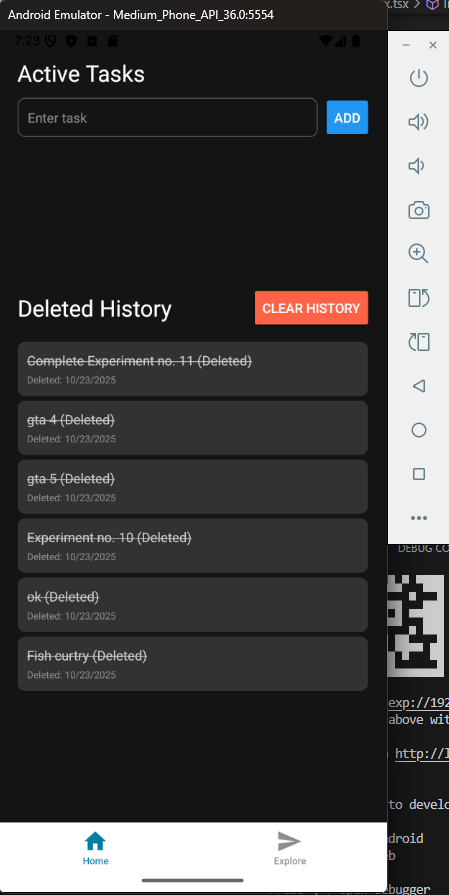 Android Emulator - Medium_Phone_API_36.0:5554
x.tsx
7:23
Active Tasks
Enter task
ADD
Deleted History
CLEAR HISTORY
Complete Experiment no. 11 (Deleted)
Deleted: 10/23/2025
gta 4 (Deleted)
Deleted: 10/23/2025
gta 5 (Deleted)
Deleted: 10/23/2025
Experiment no. 10 (Deleted)
Deleted: 10/23/2025
ok (Deleted)
Deleted: 10/23/2025
Fish curtry (Deleted)
Deleted: 10/23/2025
Home
Explore
DEBUG CO
exp://192
above wit
http://l
to develo
droid
b
debugger